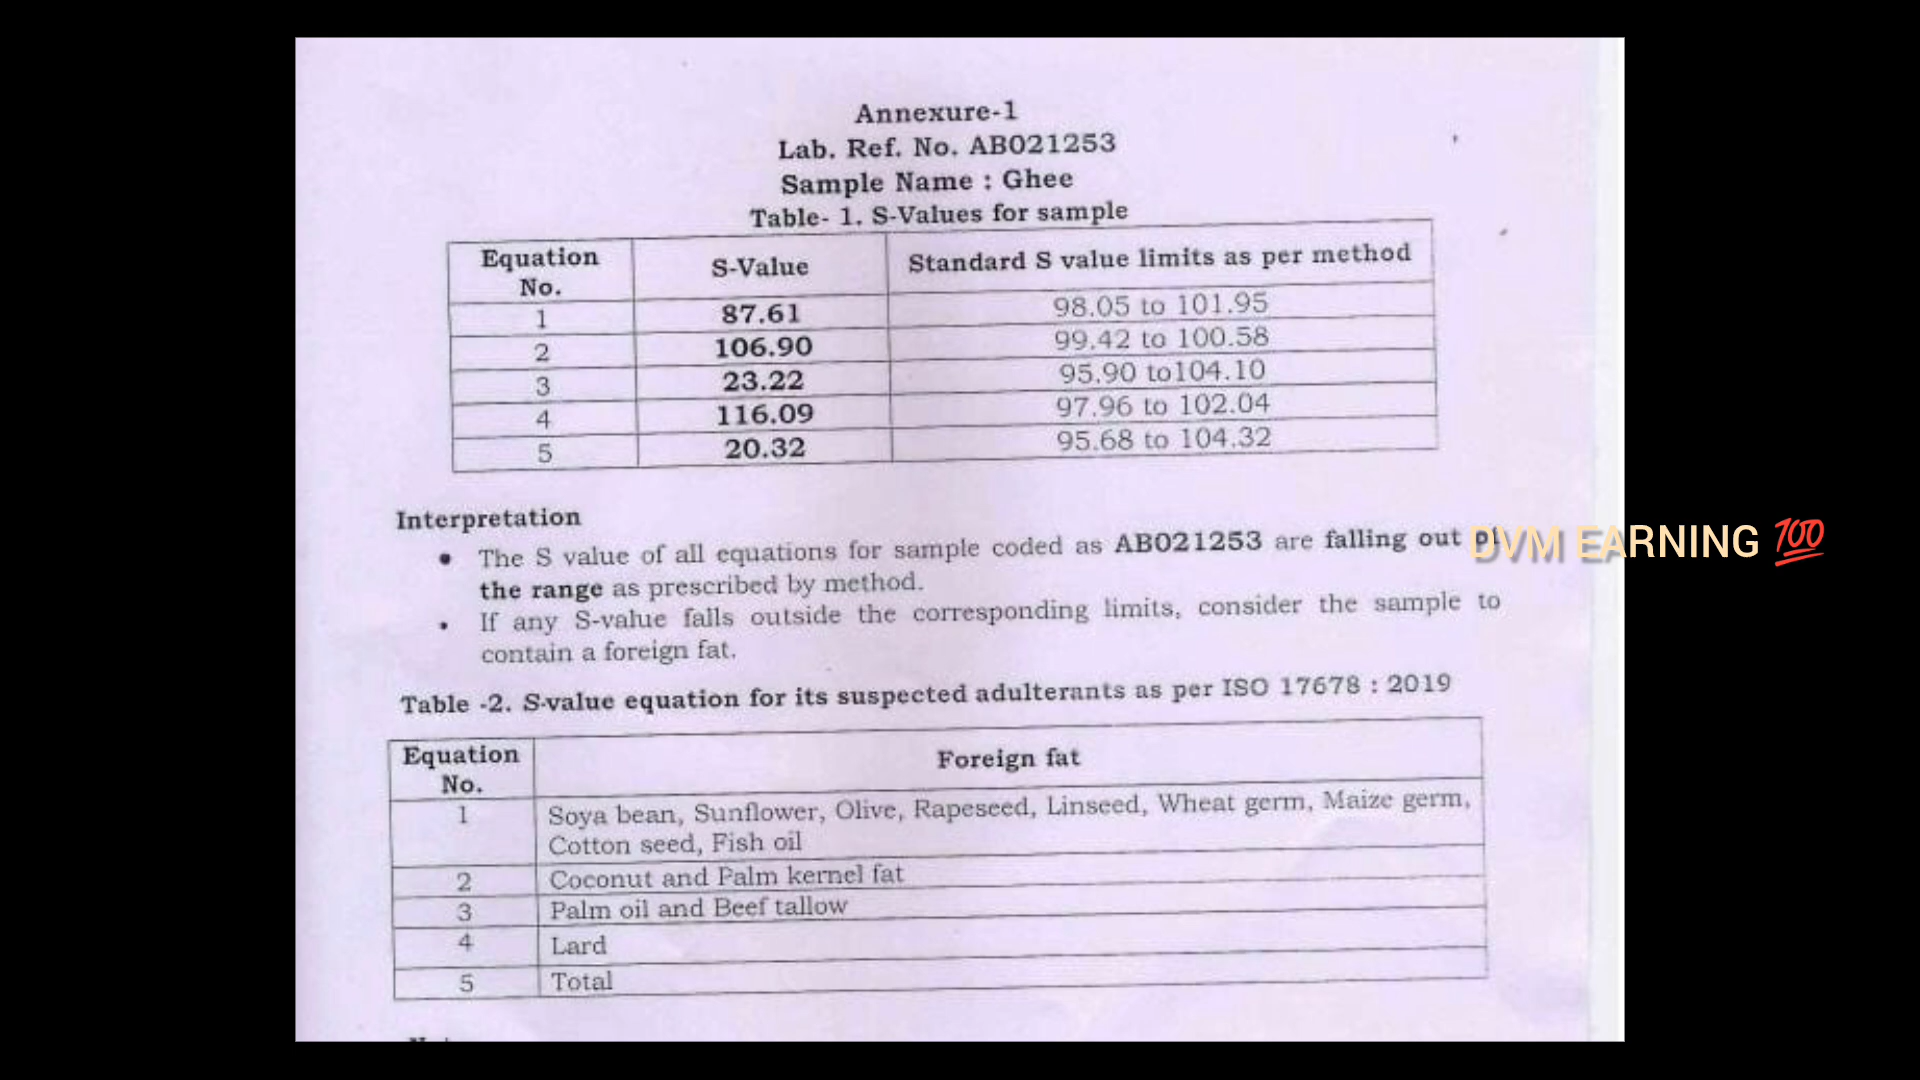 Annexure-1
Lab. Ref. No. AB021253
Sample Name : Ghee
Table- 1. S-Values for sample
Equation No. S-Value Standard S value limits as per method
1 87.61 98.05 to 101.95
2 106.90 99.42 to 100.58
3 23.22 95.90 to104.10
4 116.09 97.96 to 102.04
5 20.32 95.68 to 104.32
Interpretation
• The S value of all equations for sample coded as AB021253 are falling out
DVM EARNING 💯
the range as prescribed by method.
• If any S-value falls outside the corresponding limits, consider the sample to
contain a foreign fat.
Table -2. S-value equation for its suspected adulterants as per ISO 17678 : 2019
Equation No. Foreign fat
1 Soya bean, Sunflower, Olive, Rapeseed, Linseed, Wheat germ, Maize germ,
Cotton seed, Fish oil
2 Coconut and Palm kernel fat
3 Palm oil and Beef tallow
4 Lard
5 Total